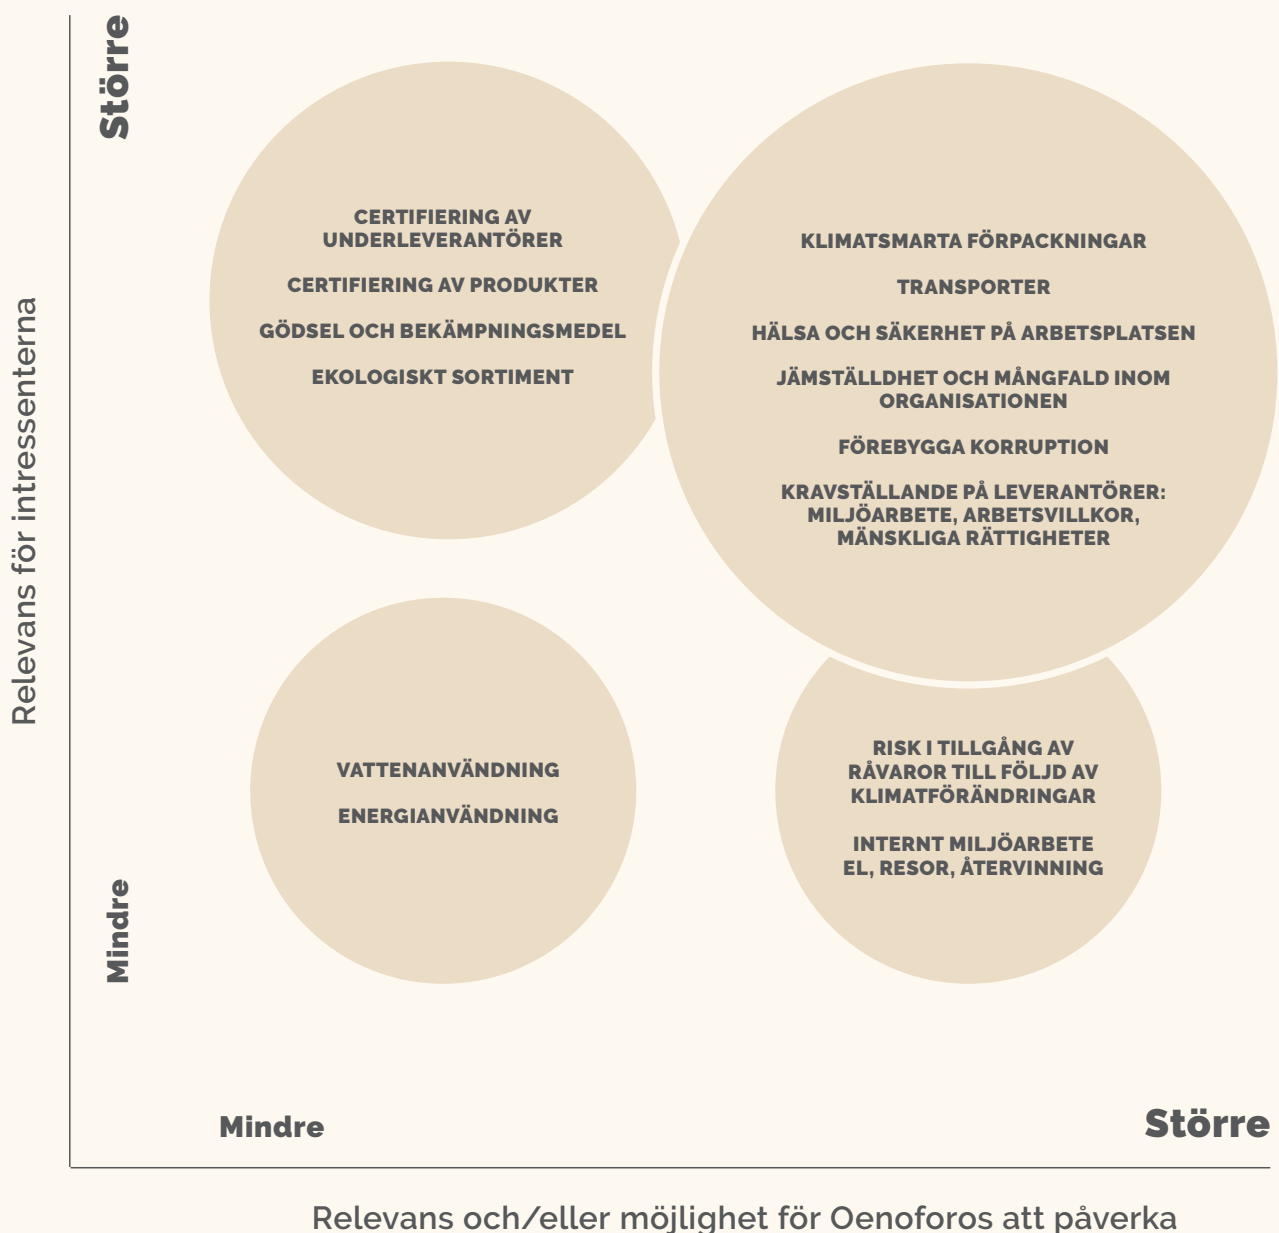 Större
Relevans för intressenterna
Mindre
CERTIFIERING AV
UNDERLEVERANTÖRER
CERTIFIERING AV PRODUKTER
GÖDSEL OCH BEKÄMPNINGSMEDEL
EKOLOGISKT SORTIMENT
KLIMATSMARTA FÖRPACKNINGAR
TRANSPORTER
HÄLSA OCH SÄKERHET PÅ ARBETSPLATSEN
JÄMSTÄLLDHET OCH MÅNGFALD INOM
ORGANISATIONEN
FÖREBYGGA KORRUPTION
KRAVSTÄLLANDE PÅ LEVERANTÖRER:
MILJÖARBETE, ARBETSVILLKOR,
MÄNSKLIGA RÄTTIGHETER
VATTENANVÄNDNING
ENERGIANVÄNDNING
RISK I TILLGÅNG AV
RÅVAROR TILL FÖLJD AV
KLIMATFÖRÄNDRINGAR
INTERNT MILJÖARBETE
EL, RESOR, ÅTERVINNING
Mindre
Större
Relevans och/eller möjlighet för Oenoforos att påverka